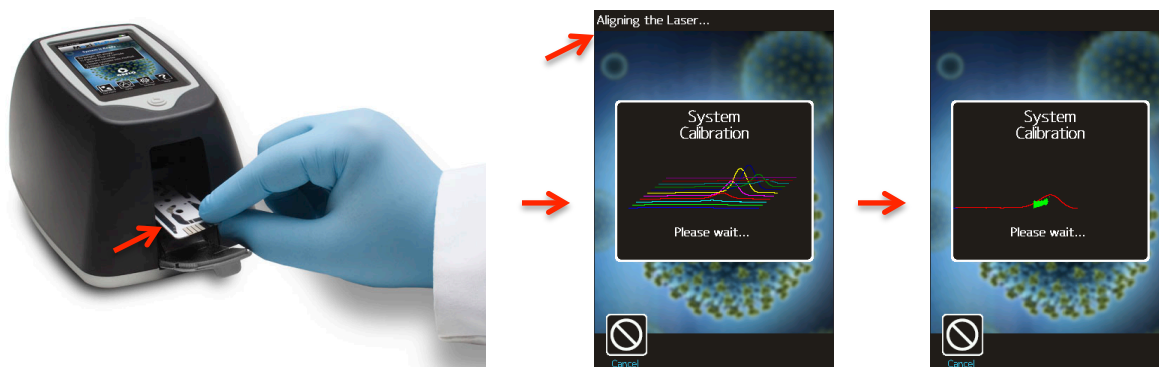 Aligning the Laser...
System
Calibration
Please wait...
Cancel
System
Calibration
Please wait...
Cancel